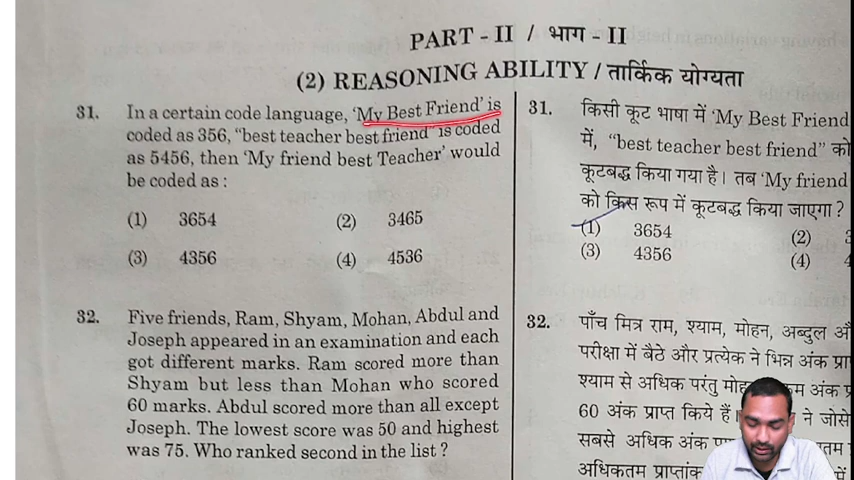 PART - II / भाग - II
(2) REASONING ABILITY / तार्किक योग्यता
31. In a certain code language, 'My Best Friend' is
coded as 356, "best teacher best friend" is coded
as 5456, then 'My friend best Teacher' would
be coded as :
(1) 3654 (2) 3465
(3) 4356 (4) 4536
32. Five friends, Ram, Shyam, Mohan, Abdul and
Joseph appeared in an examination and each
got different marks. Ram scored more than
Shyam but less than Mohan who scored
60 marks. Abdul scored more than all except
Joseph. The lowest score was 50 and highest
was 75. Who ranked second in the list ?
31. किसी कूट भाषा में 'My Best Friend
में, "best teacher best friend" को
कूटबद्ध किया गया है। तब 'My friend
को किस रूप में कूटबद्ध किया जाएगा ?
(1) 3654 (2)
(3) 4356 (4)
32. पाँच मित्र राम, श्याम, मोहन, अब्दुल
परीक्षा में बैठे और प्रत्येक ने भिन्न अंक
श्याम से अधिक परंतु अंक
60 अंक प्राप्त किये हैं। ने
सबसे अधिक अंक
अधिकतम प्राप्तांक में